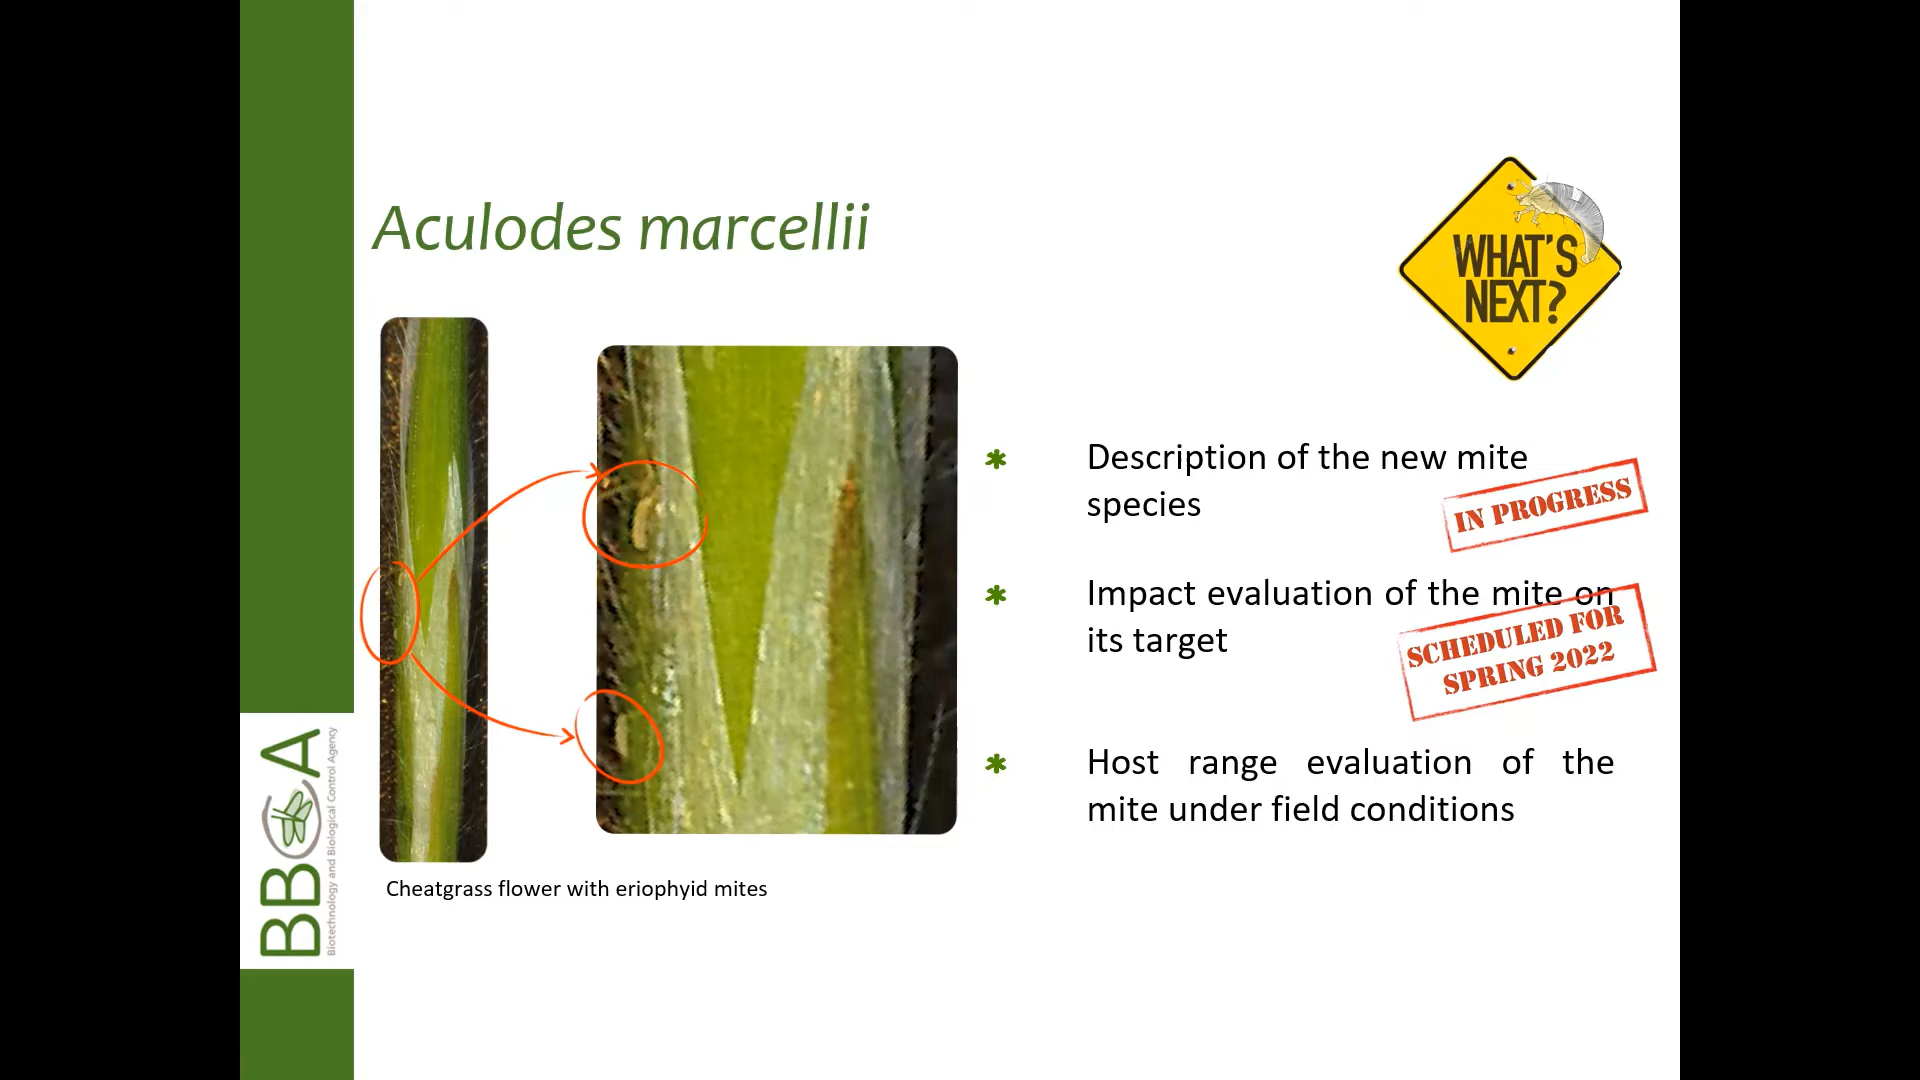 Aculodes marcellii
WHAT'S
NEXT?
Description of the new mite
species
IN PROGRESS
Impact evaluation of the mite on
its target
SCHEDULED FOR
SPRING 2022
Host range evaluation of the
mite under field conditions
Cheatgrass flower with eriophyid mites
BBCA
Biotechnology and Biological Control Agency